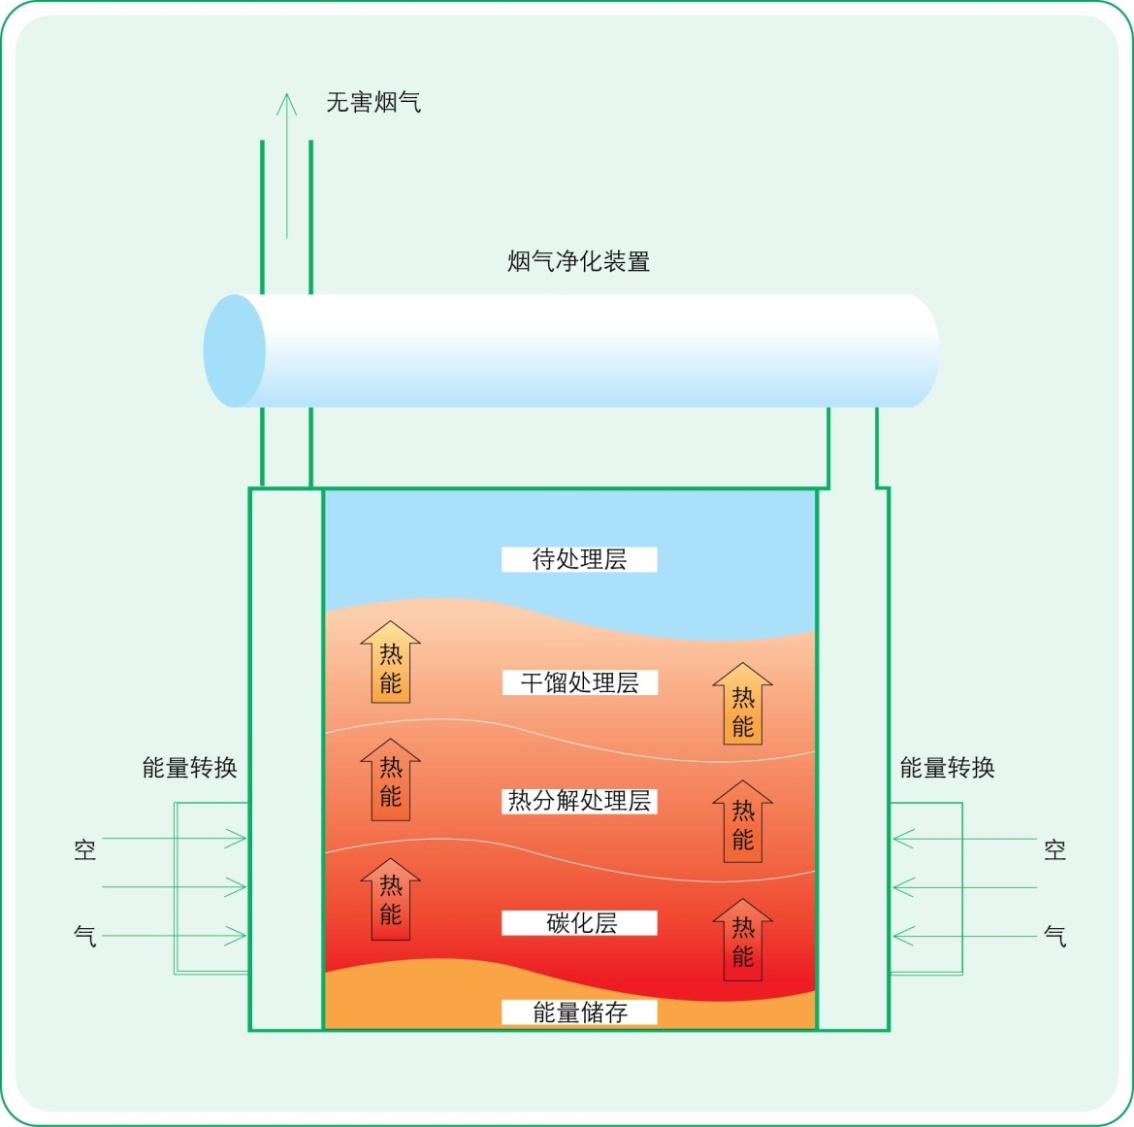 无害烟气
烟气净化装置
待处理层
热能
干馏处理层
热能
能量转换
热能
热分解处理层
热能
能量转换
空气
热能
碳化层
热能
空气
能量储存